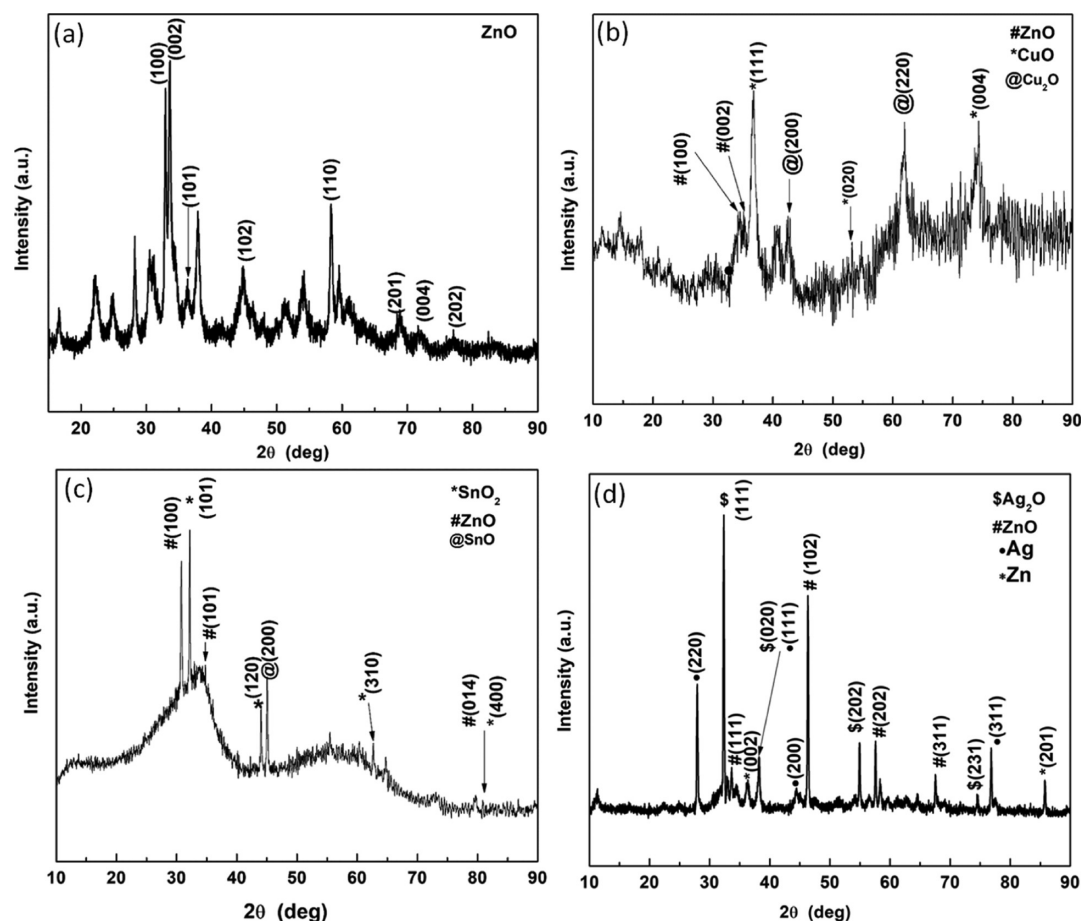 (a)
ZnO
(100)
(002)
(101)
(102)
(110)
(201)
(004)
(202)
Intensity (a.u.)
20 30 40 50 60 70 80 90
2θ (deg)
(b)
#ZnO
*CuO
@Cu₂O
#(100)
#(002)
*(111)
@(200)
*(020)
@(220)
*(004)
Intensity (a.u.)
10 20 30 40 50 60 70 80 90
2θ (deg)
(c)
*SnO₂
#ZnO
@SnO
#(100)
*(101)
#(101)
*(120)
@(200)
*(310)
#(014)
*(400)
Intensity (a.u.)
10 20 30 40 50 60 70 80 90
2θ (deg)
(d)
$Ag₂O
#ZnO
•Ag
*Zn
•(220)
$(111)
#(111)
*(002)
$(020)
•(111)
•(200)
#(102)
$(202)
#(202)
#(311)
$(231)
•(311)
*(201)
Intensity (a.u.)
10 20 30 40 50 60 70 80 90
2θ (deg)